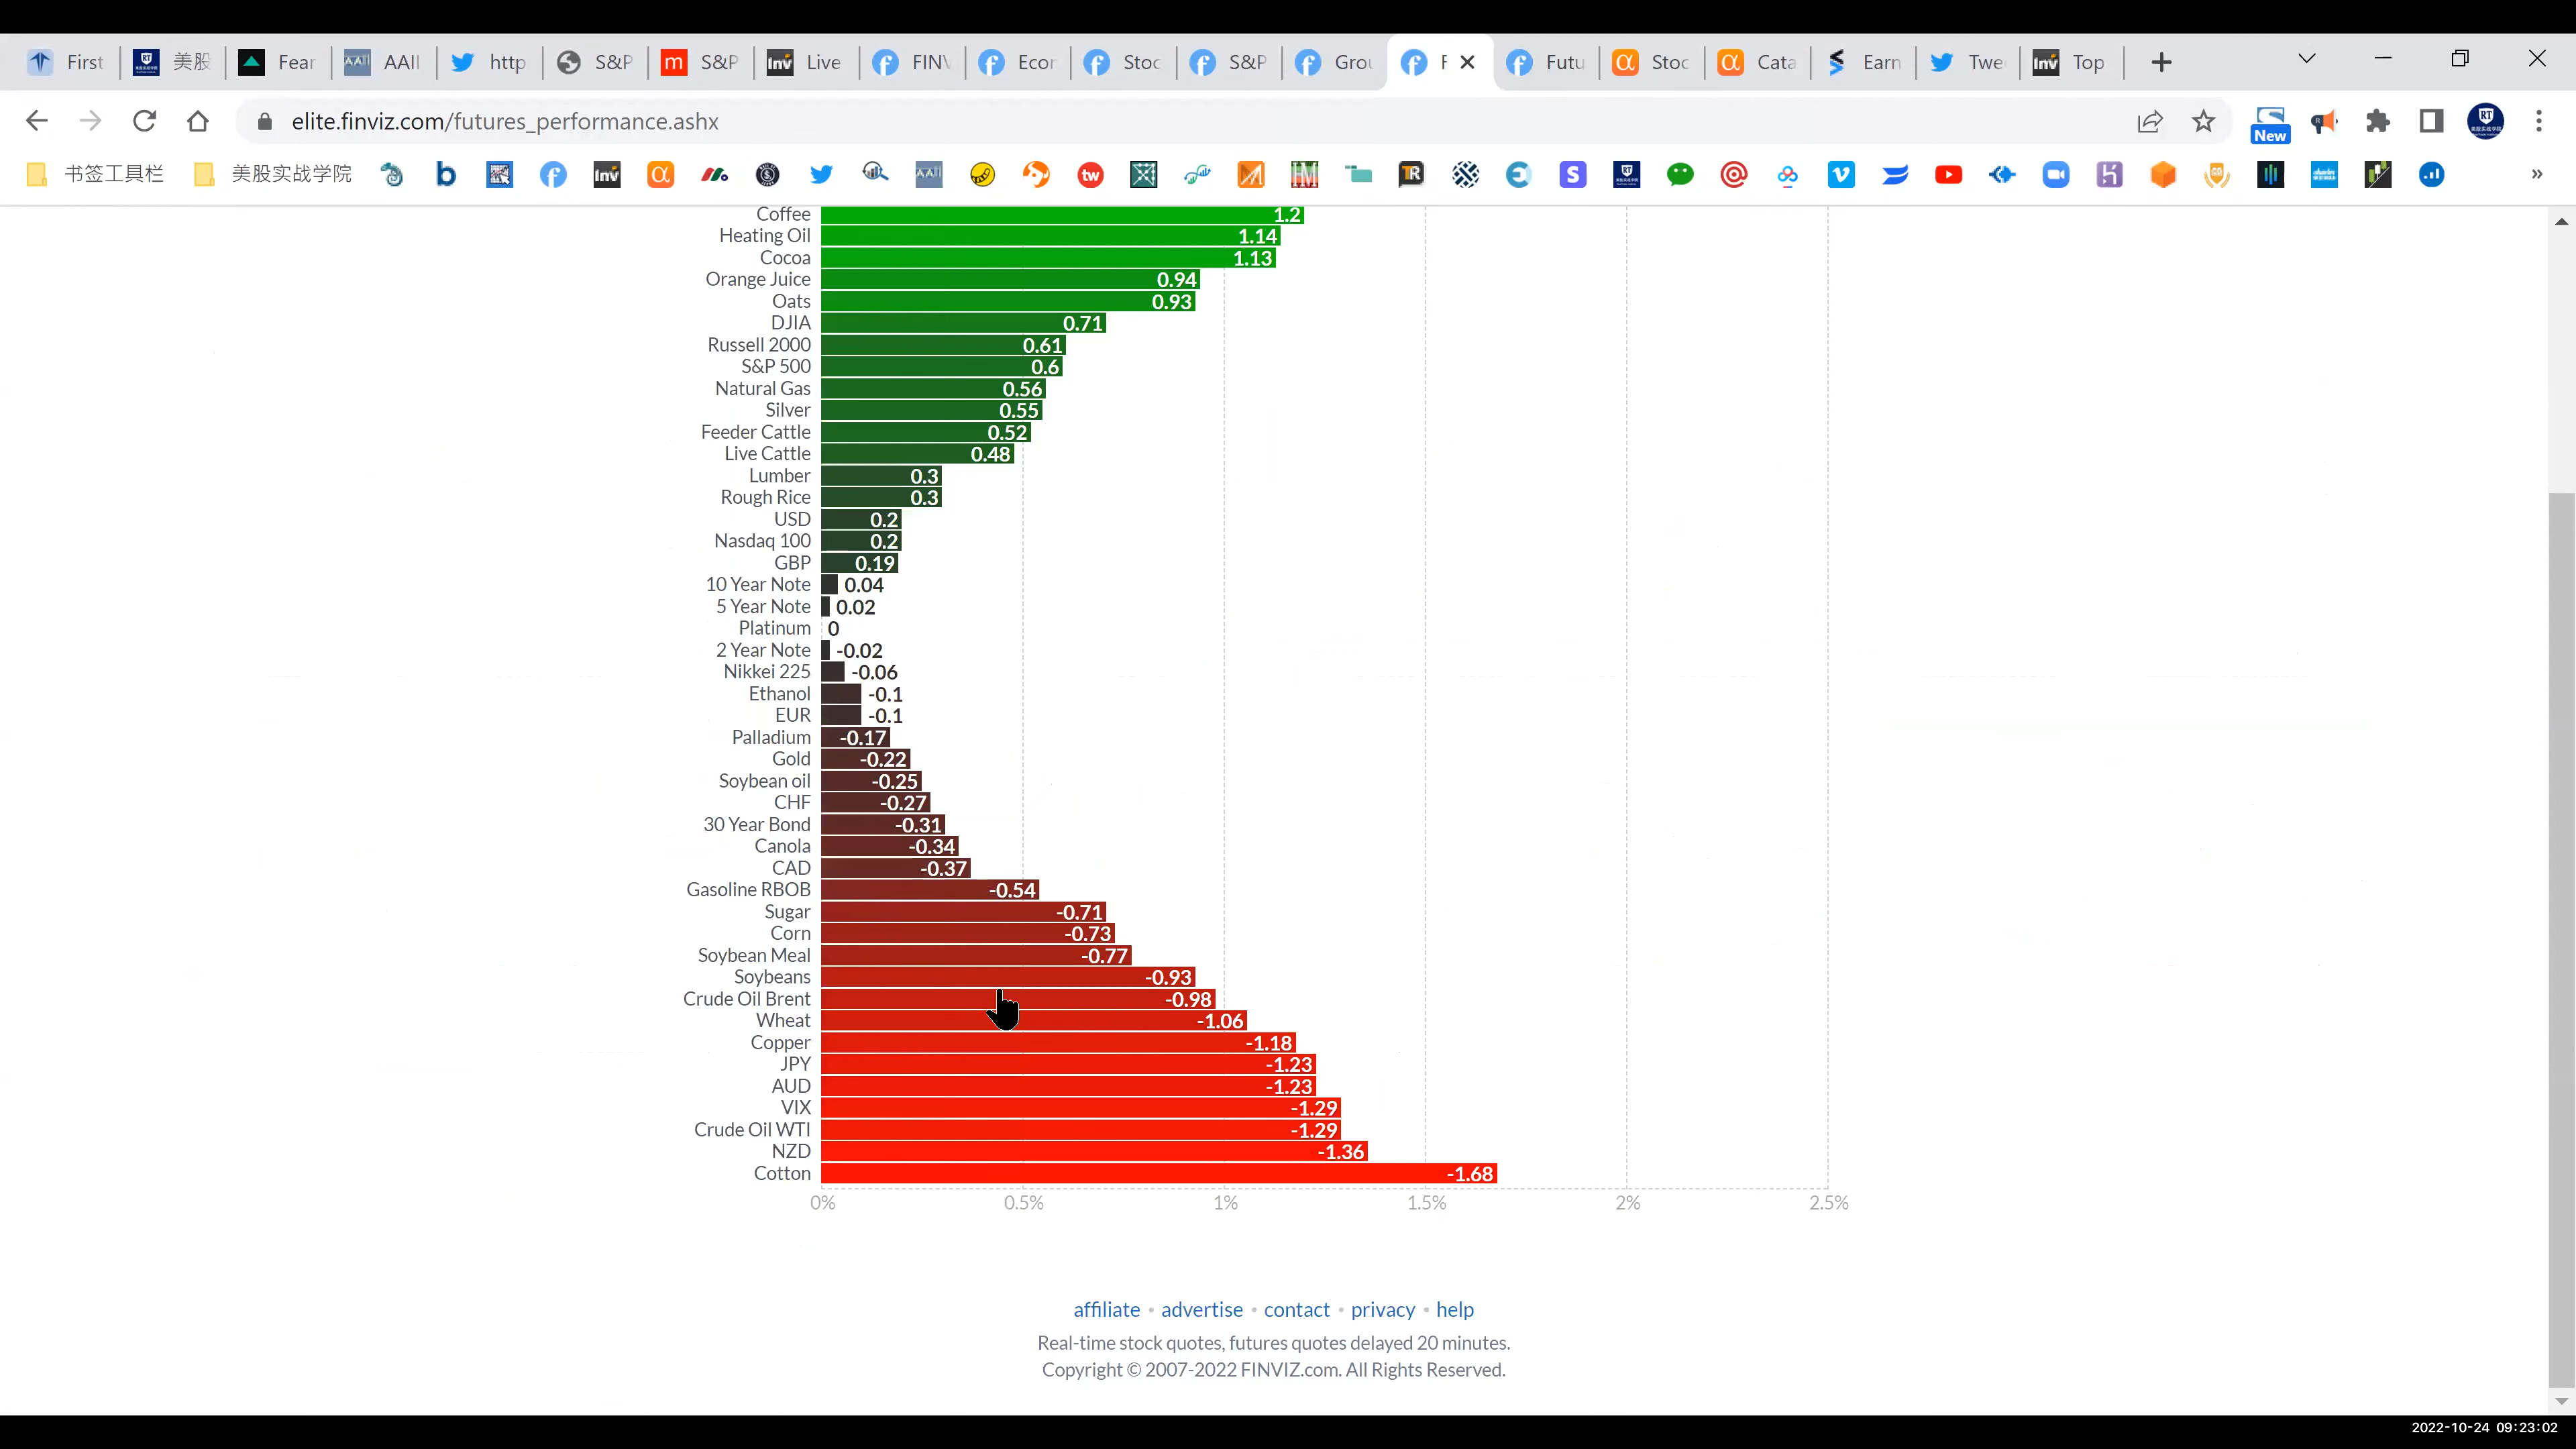 First 美股 Fear AAII http S&P S&P Live FINV Econ Stoc S&P Grou F Futu Stoc Cata Earn Twe Top
elite.finviz.com/futures_performance.ashx
New
书签工具栏 美股实战学院
Coffee 1.2
Heating Oil 1.14
Cocoa 1.13
Orange Juice 0.94
Oats 0.93
DJIA 0.71
Russell 2000 0.61
S&P 500 0.6
Natural Gas 0.56
Silver 0.55
Feeder Cattle 0.52
Live Cattle 0.48
Lumber 0.3
Rough Rice 0.3
USD 0.2
Nasdaq 100 0.2
GBP 0.19
10 Year Note 0.04
5 Year Note 0.02
Platinum 0
2 Year Note -0.02
Nikkei 225 -0.06
Ethanol -0.1
EUR -0.1
Palladium -0.17
Gold -0.22
Soybean oil -0.25
CHF -0.27
30 Year Bond -0.31
Canola -0.34
CAD -0.37
Gasoline RBOB -0.54
Sugar -0.71
Corn -0.73
Soybean Meal -0.77
Soybeans -0.93
Crude Oil Brent -0.98
Wheat -1.06
Copper -1.18
JPY -1.23
AUD -1.23
VIX -1.29
Crude Oil WTI -1.29
NZD -1.36
Cotton -1.68
0% 0.5% 1% 1.5% 2% 2.5%
affiliate • advertise • contact • privacy • help
Real-time stock quotes, futures quotes delayed 20 minutes.
Copyright © 2007-2022 FINVIZ.com. All Rights Reserved.
2022-10-24 09:23:02